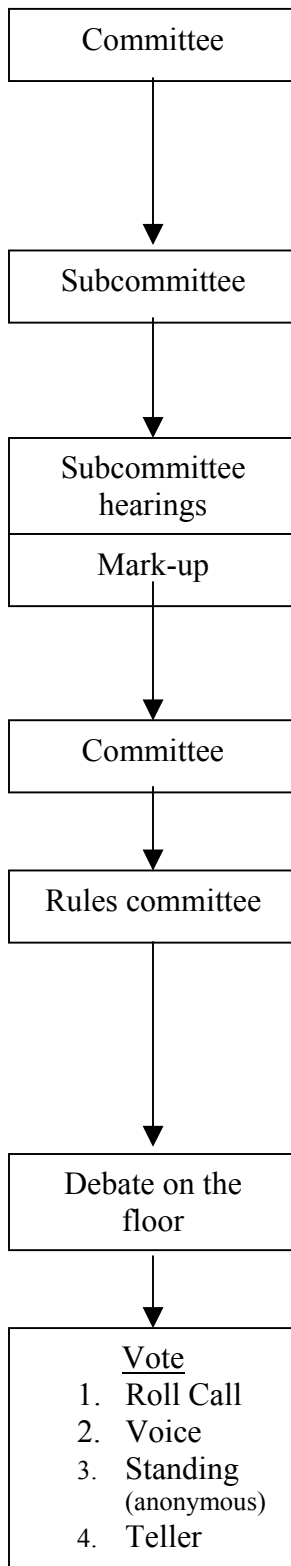 Committee
Subcommittee
Subcommittee
hearings
Mark-up
Committee
Rules committee
Debate on the
floor
Vote
1. Roll Call
2. Voice
3. Standing
(anonymous)
4. Teller